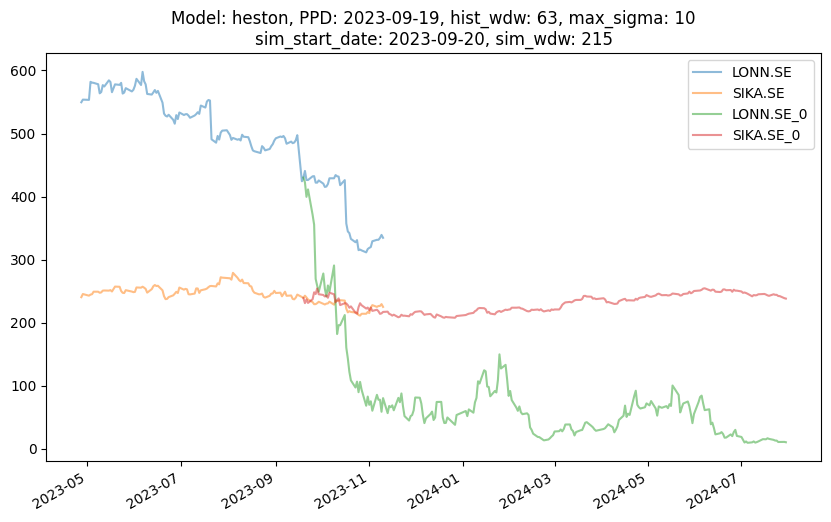 Model: heston, PPD: 2023-09-19, hist_wdw: 63, max_sigma: 10
sim_start_date: 2023-09-20, sim_wdw: 215
LONN.SE
SIKA.SE
LONN.SE_0
SIKA.SE_0
600
500
400
300
200
100
0
2023-05
2023-07
2023-09
2023-11
2024-01
2024-03
2024-05
2024-07